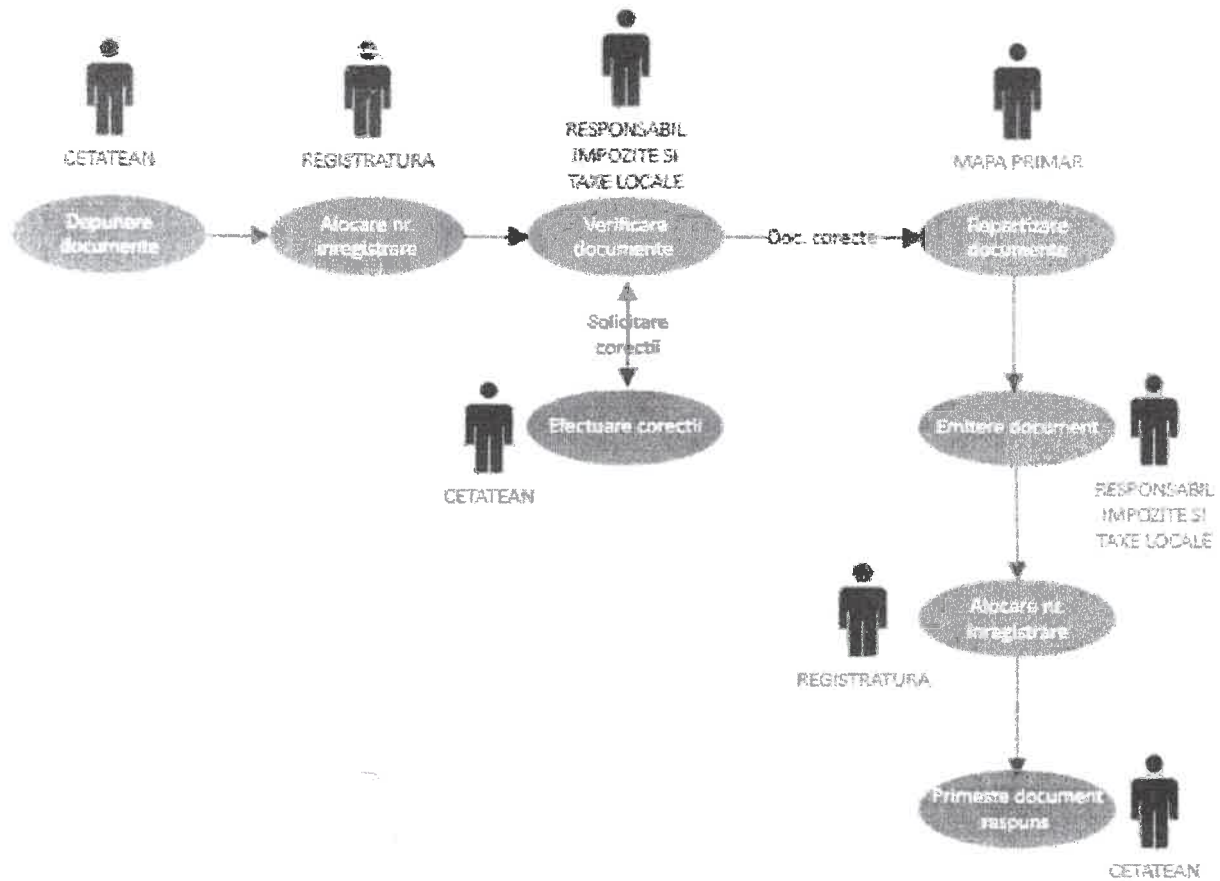 CETATEAN
REGISTRATURA
RESPONSABIL
IMPOZITE SI
TAXE LOCALE
MAPA PRIMAR
Depunere
documente
Alocare nr.
inregistrare
Verificare
documente
Doc. corecte
Repartizare
documente
Solicitare
corectii
Efectuare corectii
CETATEAN
Emitere document
RESPONSABIL
IMPOZITE SI
TAXE LOCALE
Alocare nr.
inregistrare
REGISTRATURA
Primeste document
raspuns
CETATEAN